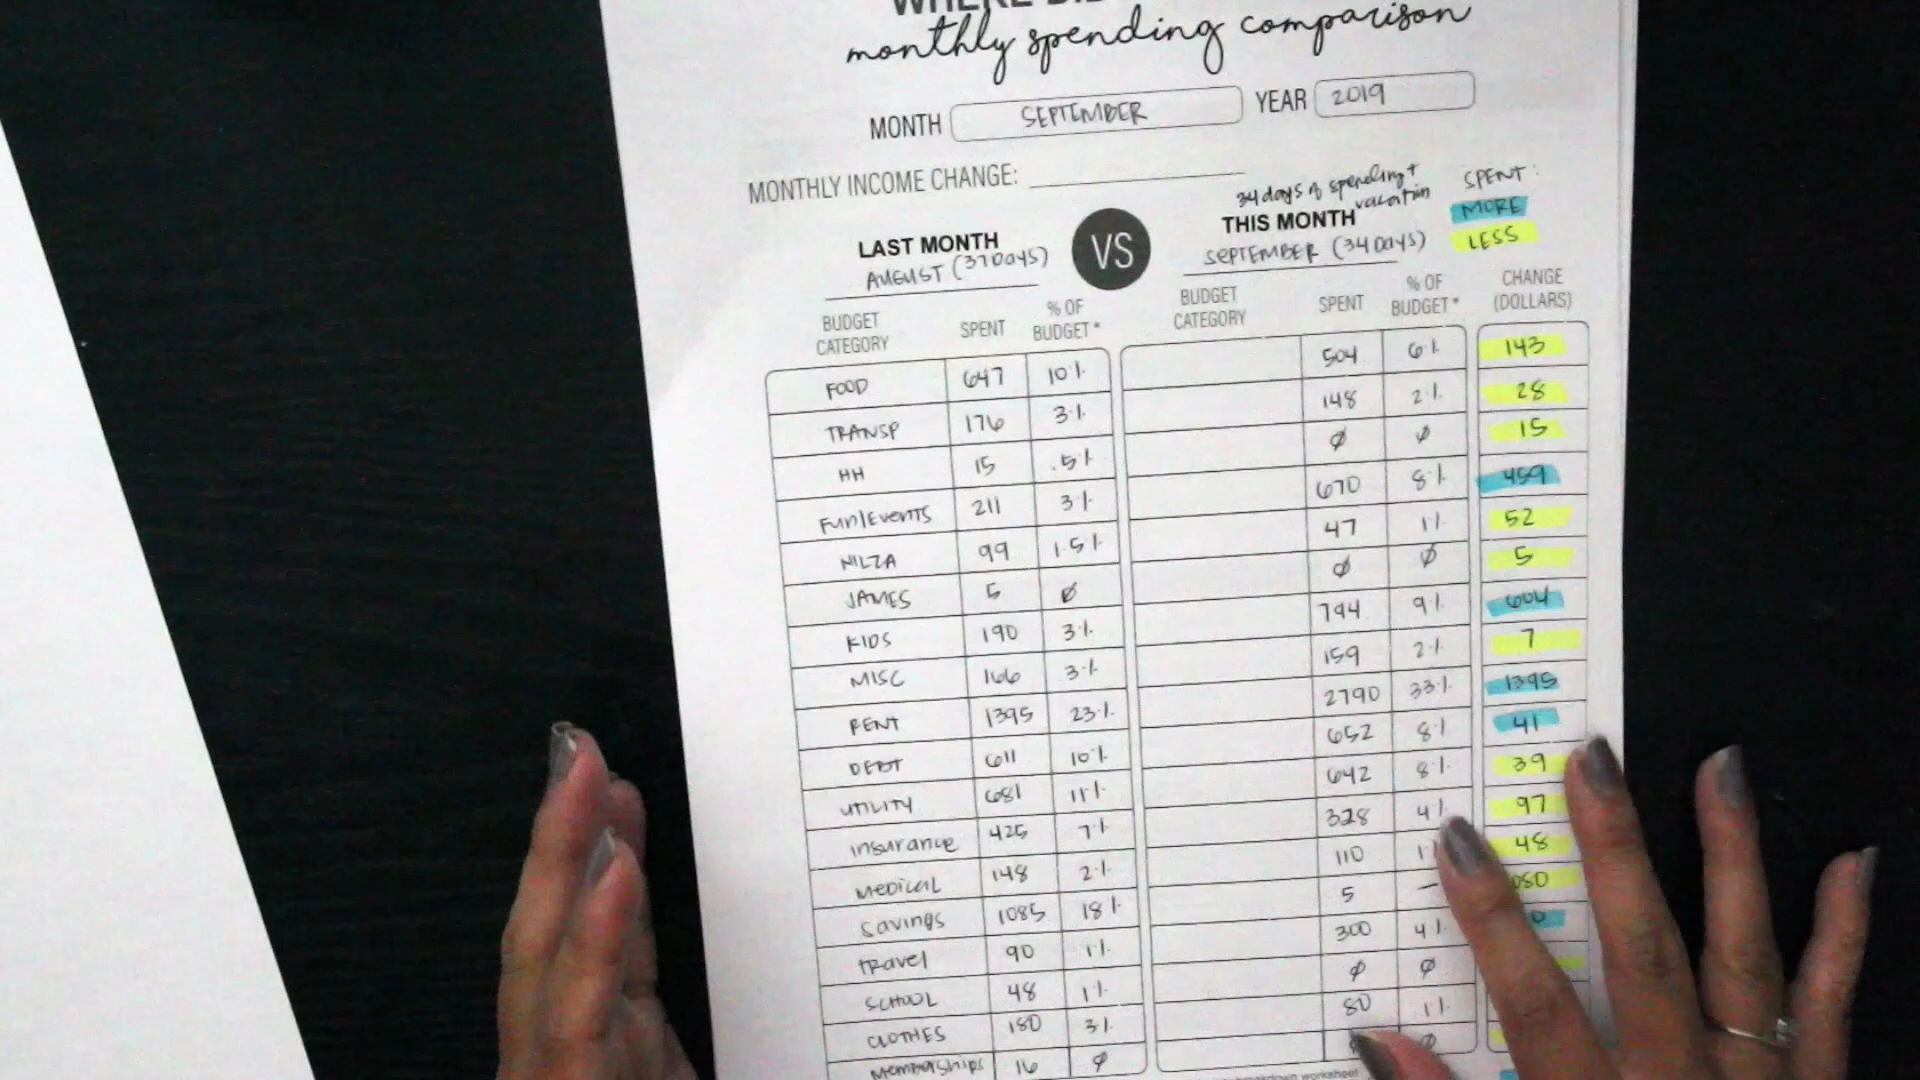 monthly spending comparison
MONTH SEPTEMBER YEAR 2019
MONTHLY INCOME CHANGE:
34 days of spending +
vacation
SPENT:
MORE
LESS
LAST MONTH VS THIS MONTH
AUGUST (37 DAYS) SEPTEMBER (34 DAYS)
BUDGET CATEGORY SPENT % OF BUDGET* BUDGET CATEGORY SPENT % OF BUDGET* CHANGE (DOLLARS)
FOOD 647 10% 504 6% 143
TRANSP 176 3% 148 2% 28
HH 15 .5% Ø Ø 15
FUN/EVENTS 211 3% 670 8% 459
NILZA 99 1.5% 47 1% 52
JAMES 5 Ø Ø Ø 5
KIDS 190 3% 794 9% 604
MISC 166 3% 159 2% 7
RENT 1395 23% 2790 33% 1395
DEBT 611 10% 652 8% 41
UTILITY 681 11% 642 8% 39
INSURANCE 425 7% 328 4% 97
MEDICAL 148 2% 110 48
SAVINGS 1085 18% 5 —
TRAVEL 90 1% 300 4%
SCHOOL 48 1% Ø Ø
CLOTHES 180 3% 80 1%
MEMBERSHIPS 16 Ø Ø
worksheet